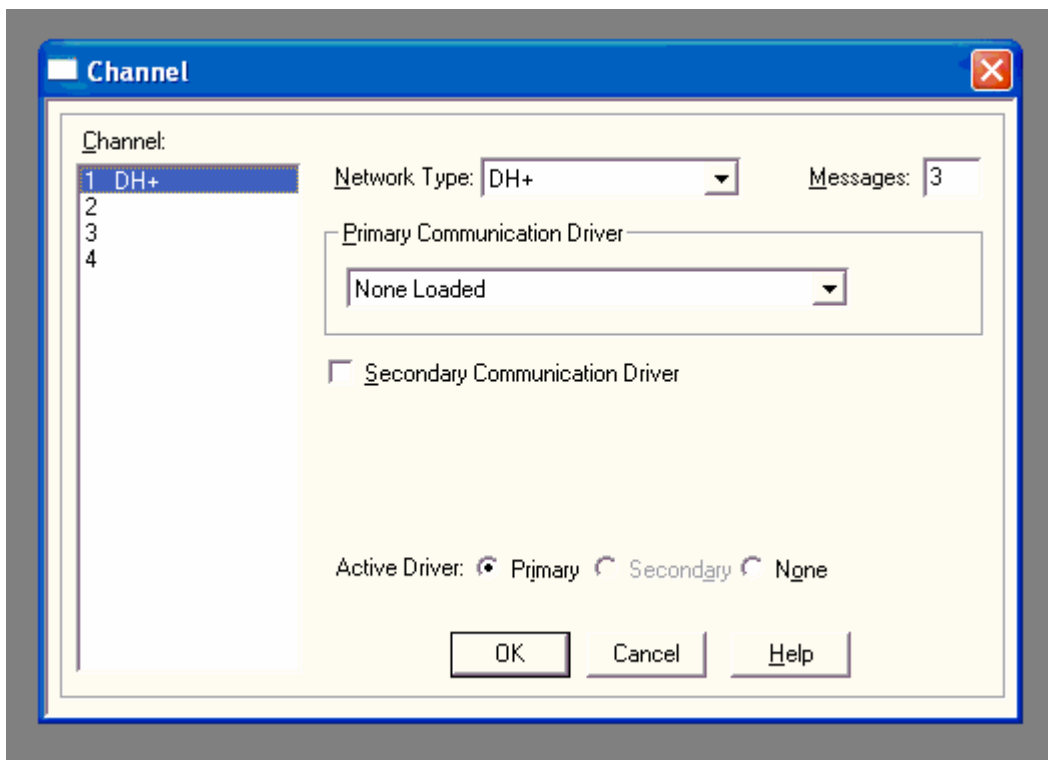 Channel
Channel:
1 DH+
2
3
4
Network Type: DH+ Messages: 3
Primary Communication Driver
None Loaded
Secondary Communication Driver
Active Driver: Primary Secondary None
OK Cancel Help